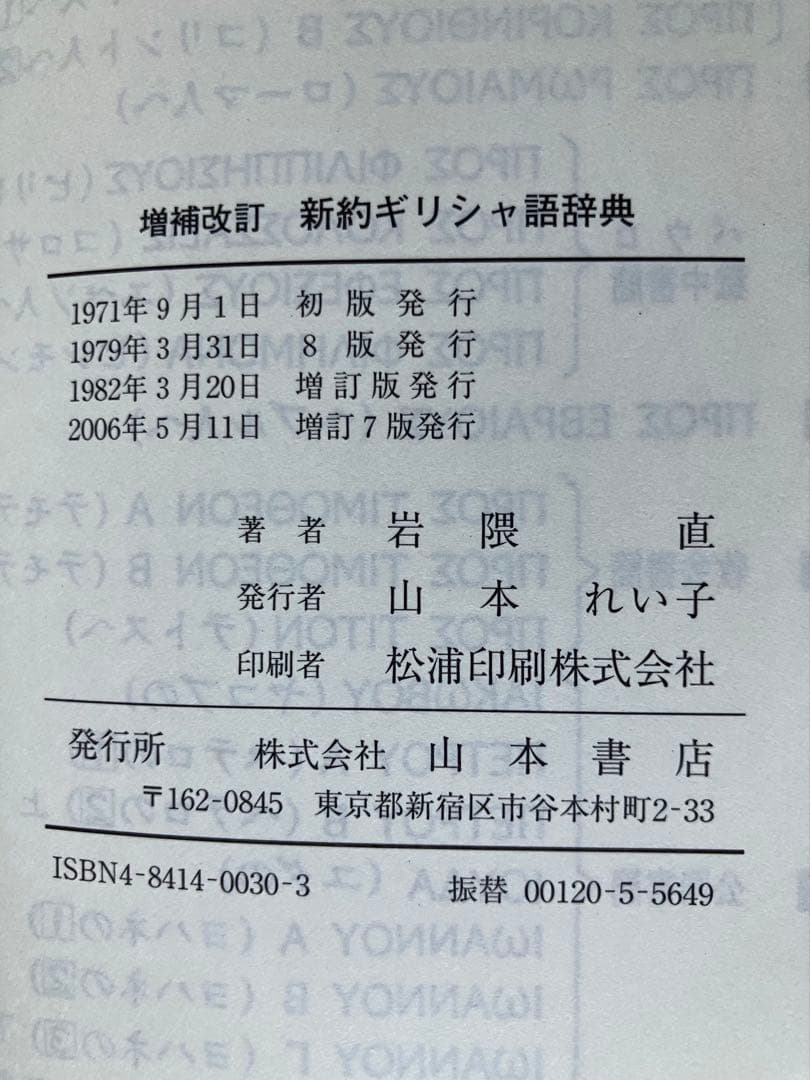 増補改訂 新約ギリシャ語辞典
1971年9月1日 初版発行
1979年3月31日 8版発行
1982年3月20日 増訂版発行
2006年5月11日 増訂7版発行
著者 岩隈 直
発行者 山本 れい子
印刷者 松浦印刷株式会社
発行所 株式会社 山本書店
〒162-0845 東京都新宿区市谷本村町2-33
ISBN4-8414-0030-3 振替 00120-5-5649